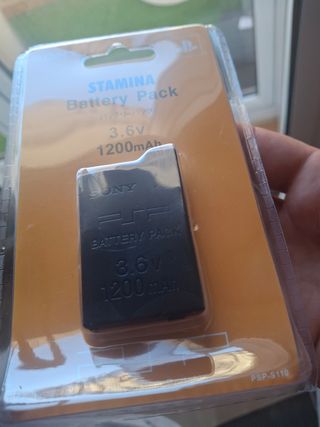 STAMINA
Battery Pack
3.6v
1200mAh
SONY
PSP
BATTERY PACK
3.6V
1200mAH
PSP-S110